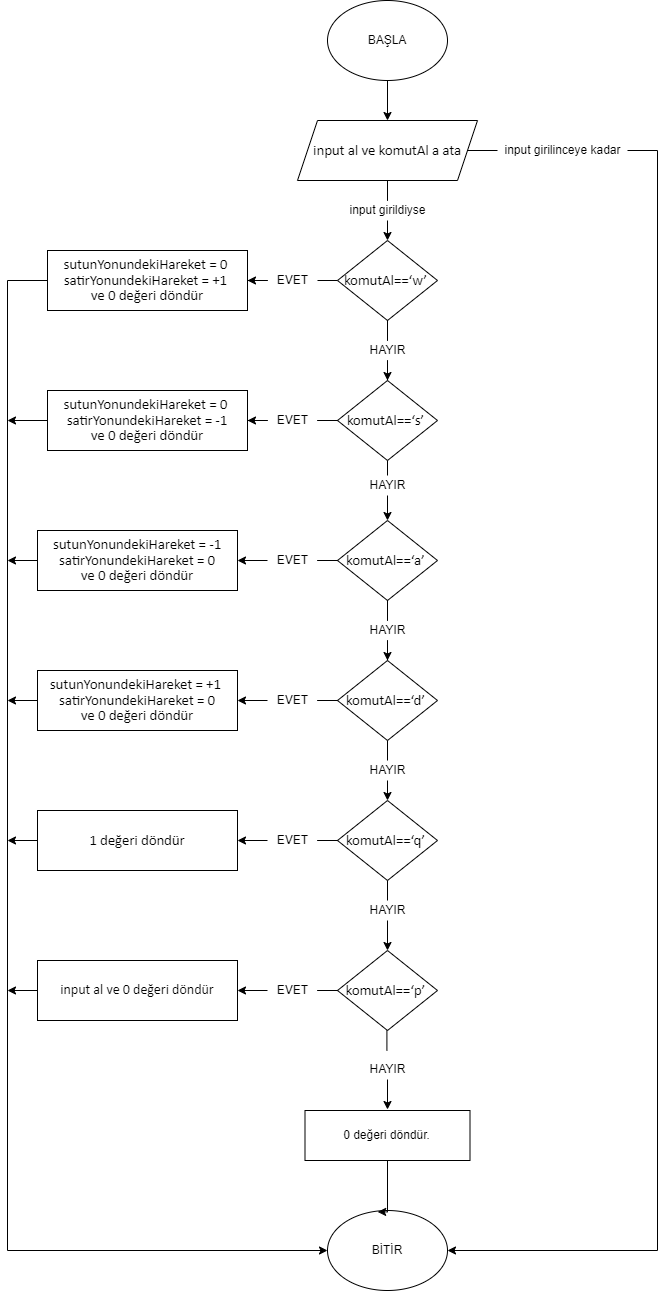 BAŞLA
input al ve komutAl a ata
input girilinceye kadar
input girildiyse
komutAl==‘w’
EVET
sutunYonundekiHareket = 0
satirYonundekiHareket = +1
ve 0 değeri döndür
HAYIR
komutAl==‘s’
EVET
sutunYonundekiHareket = 0
satirYonundekiHareket = -1
ve 0 değeri döndür
HAYIR
komutAl==‘a’
EVET
sutunYonundekiHareket = -1
satirYonundekiHareket = 0
ve 0 değeri döndür
HAYIR
komutAl==‘d’
EVET
sutunYonundekiHareket = +1
satirYonundekiHareket = 0
ve 0 değeri döndür
HAYIR
komutAl==‘q’
EVET
1 değeri döndür
HAYIR
komutAl==‘p’
EVET
input al ve 0 değeri döndür
HAYIR
0 değeri döndür.
BİTİR